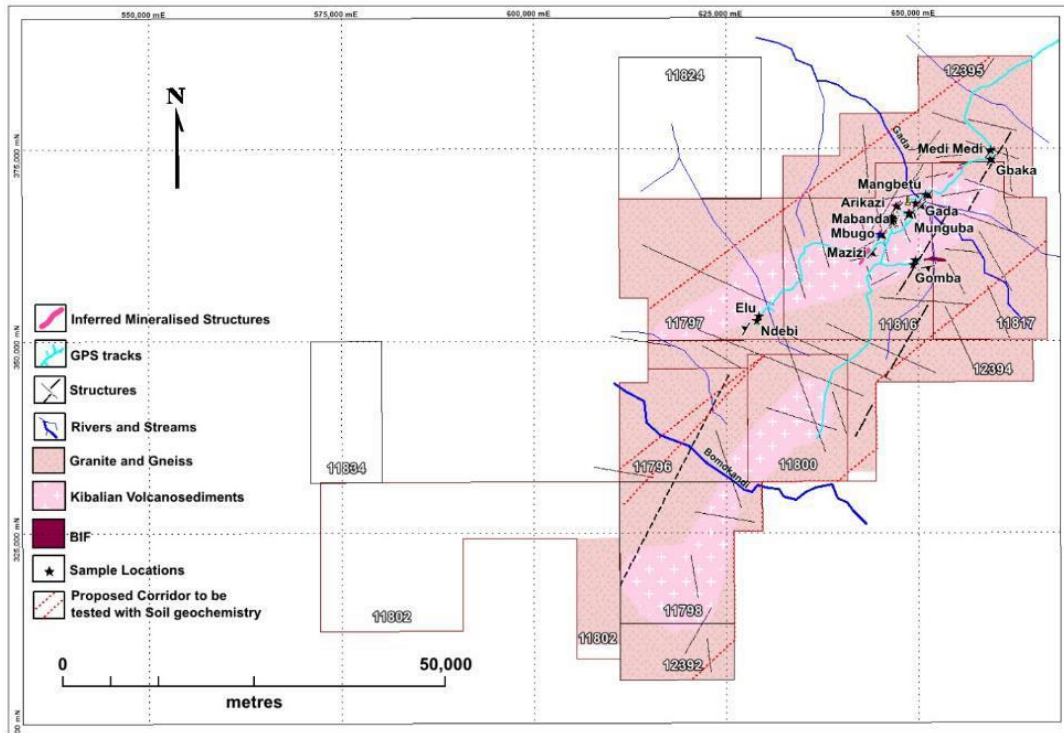 550,000 mE
575,000 mE
600,000 mE
625,000 mE
650,000 mE
N
11824
12395
375,000 mN
Gada
Medi Medi
Gbaka
Mangbetu
Arikazi
Gada
Mabanda
Munguba
Mbugo
Mazizi
Gomba
Elu
Ndebi
11797
11816
11817
350,000 mN
12394
11834
11796
11800
Bomokandi
325,000 mN
11802
11802
11798
12392
Inferred Mineralised Structures
GPS tracks
Structures
Rivers and Streams
Granite and Gneiss
Kibalian Volcanosediments
BIF
Sample Locations
Proposed Corridor to be
tested with Soil geochemistry
0
50,000
metres
00 mN